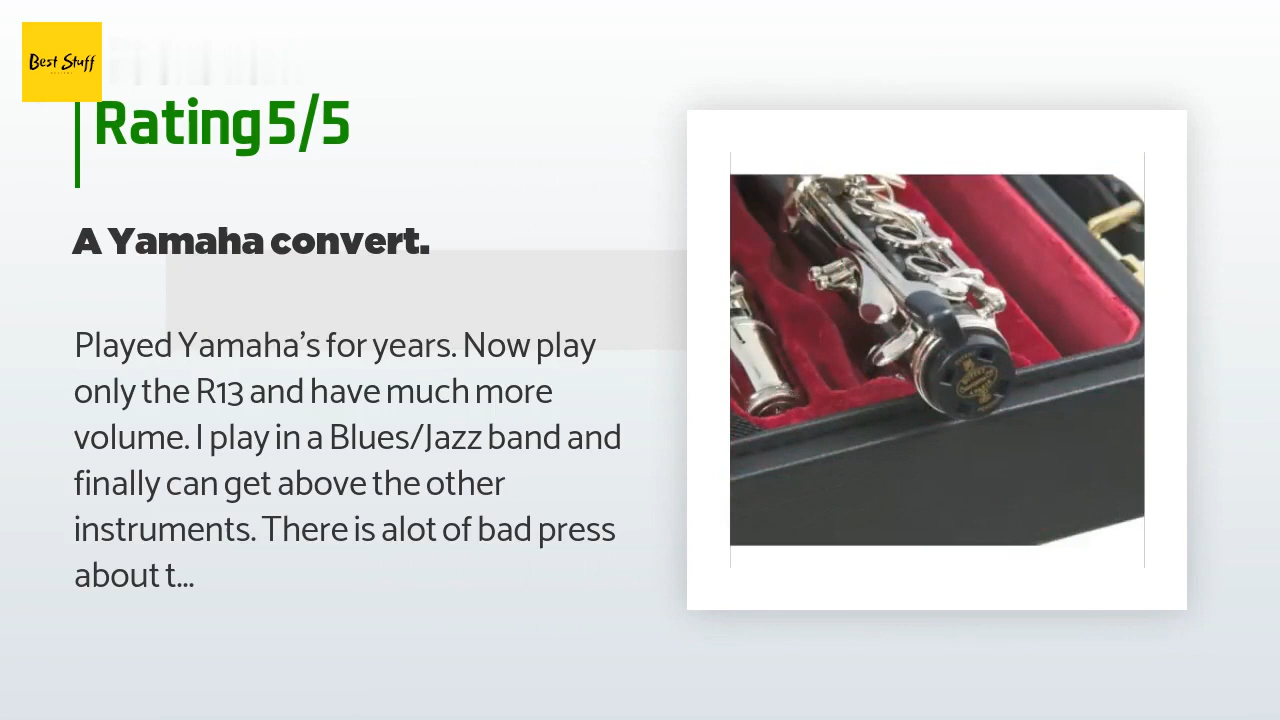 Best Stuff
Rating 5/5
A Yamaha convert.
Played Yamaha's for years. Now play
only the R13 and have much more
volume. I play in a Blues/Jazz band and
finally can get above the other
instruments. There is alot of bad press
about t...